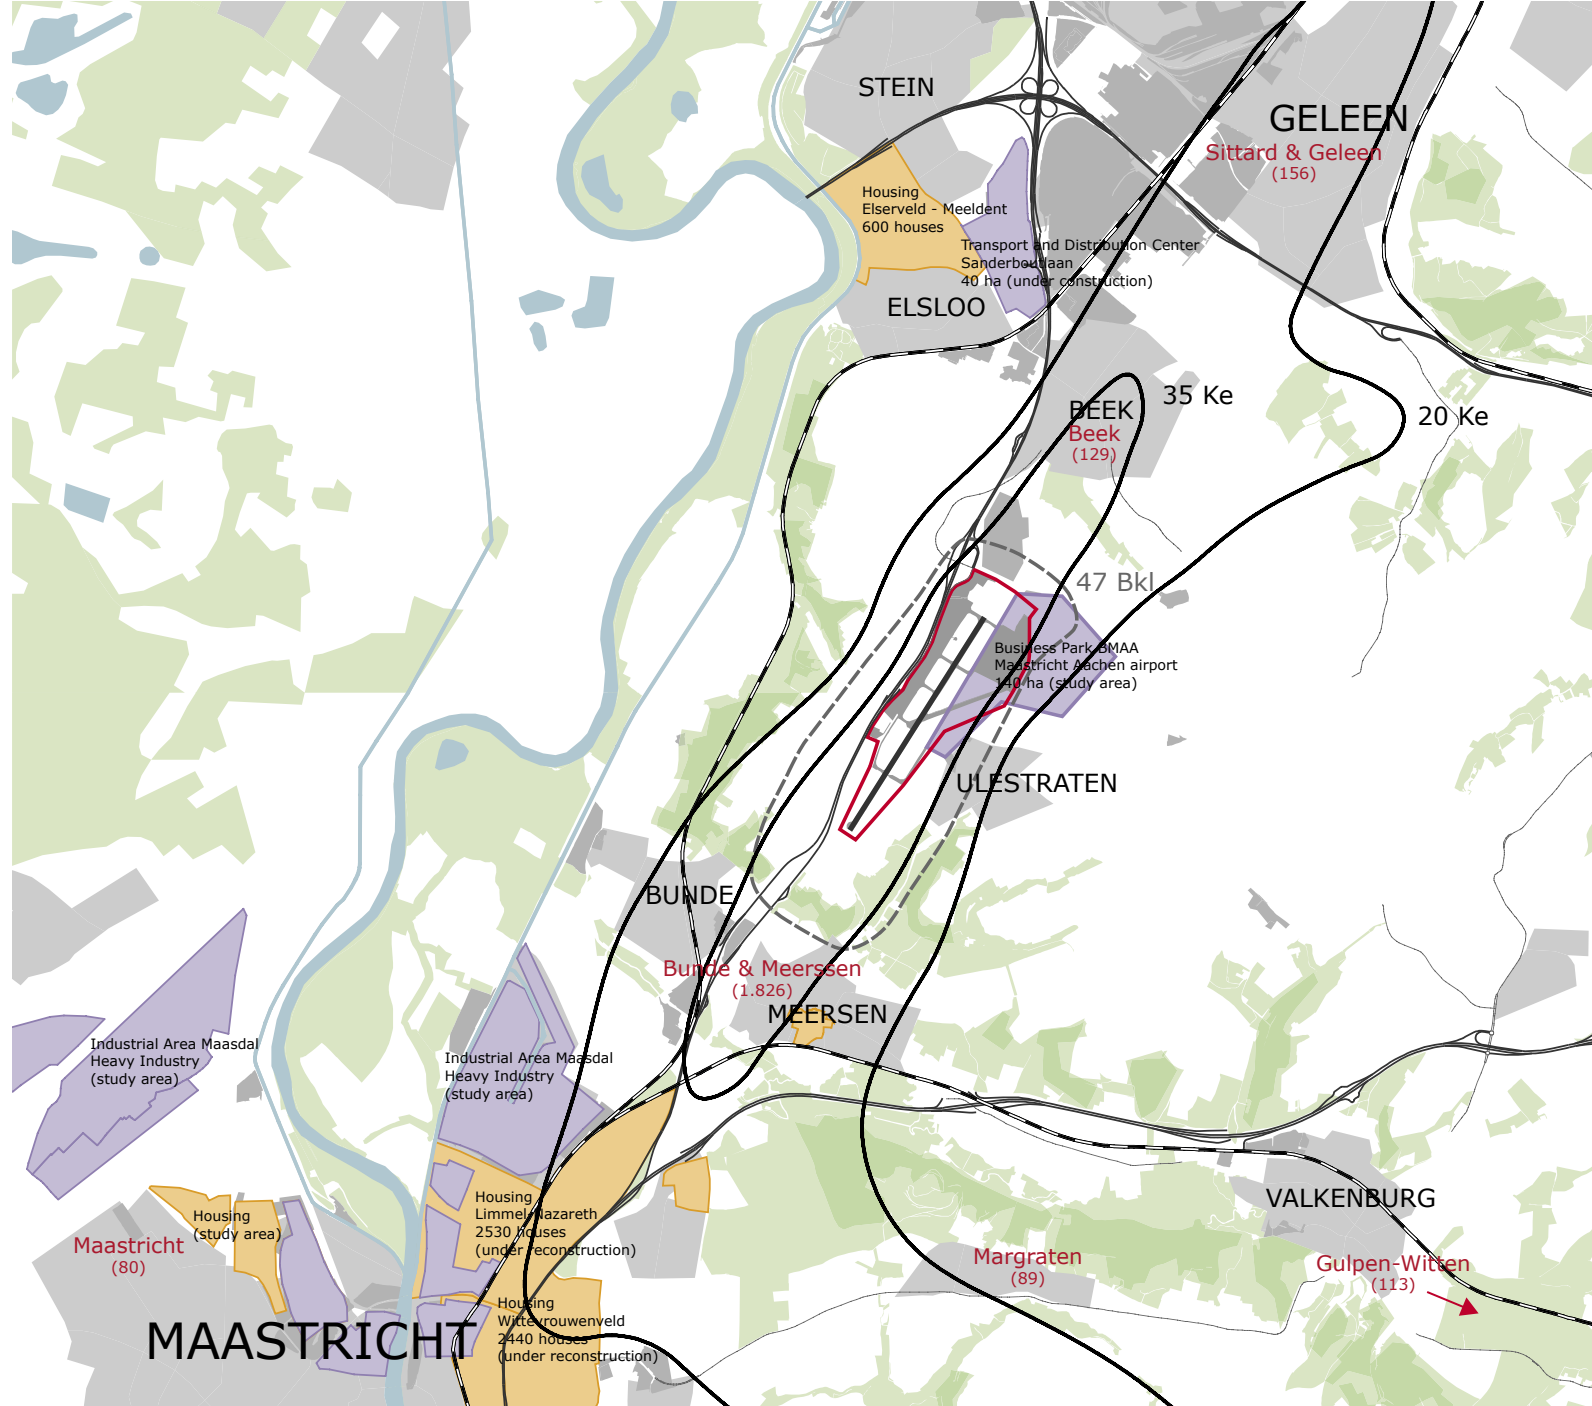 STEIN
GELEEN
Sittard & Geleen
(156)
Housing
Elserveld - Meeldent
600 houses
Transport and Distribution Center
Sanderboutlaan
40 ha (under construction)
ELSLOO
35 Ke
BEEK
Beek
(129)
20 Ke
47 Bkl
Business Park BMAA
Maastricht Aachen airport
140 ha (study area)
ULESTRATEN
BUNDE
Bunde & Meerssen
(1.826)
MEERSEN
Industrial Area Maasdal
Heavy Industry
(study area)
Industrial Area Maasdal
Heavy Industry
(study area)
Housing
Limmel-Nazareth
2530 houses
(under reconstruction)
VALKENBURG
Housing
(study area)
Maastricht
(80)
Margraten
(89)
Gulpen-Witten
(113)
Housing
Wittevrouwenveld
2440 houses
(under reconstruction)
MAASTRICHT